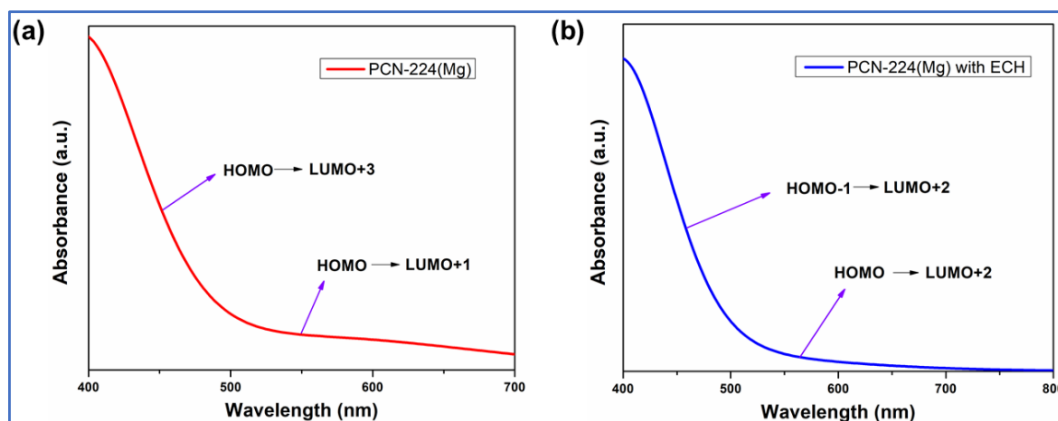 (a)
PCN-224(Mg)
HOMO → LUMO+3
HOMO → LUMO+1
Absorbance (a.u.)
400 500 600 700
Wavelength (nm)
(b)
PCN-224(Mg) with ECH
HOMO-1 → LUMO+2
HOMO → LUMO+2
Absorbance (a.u.)
400 500 600 700 800
Wavelength (nm)